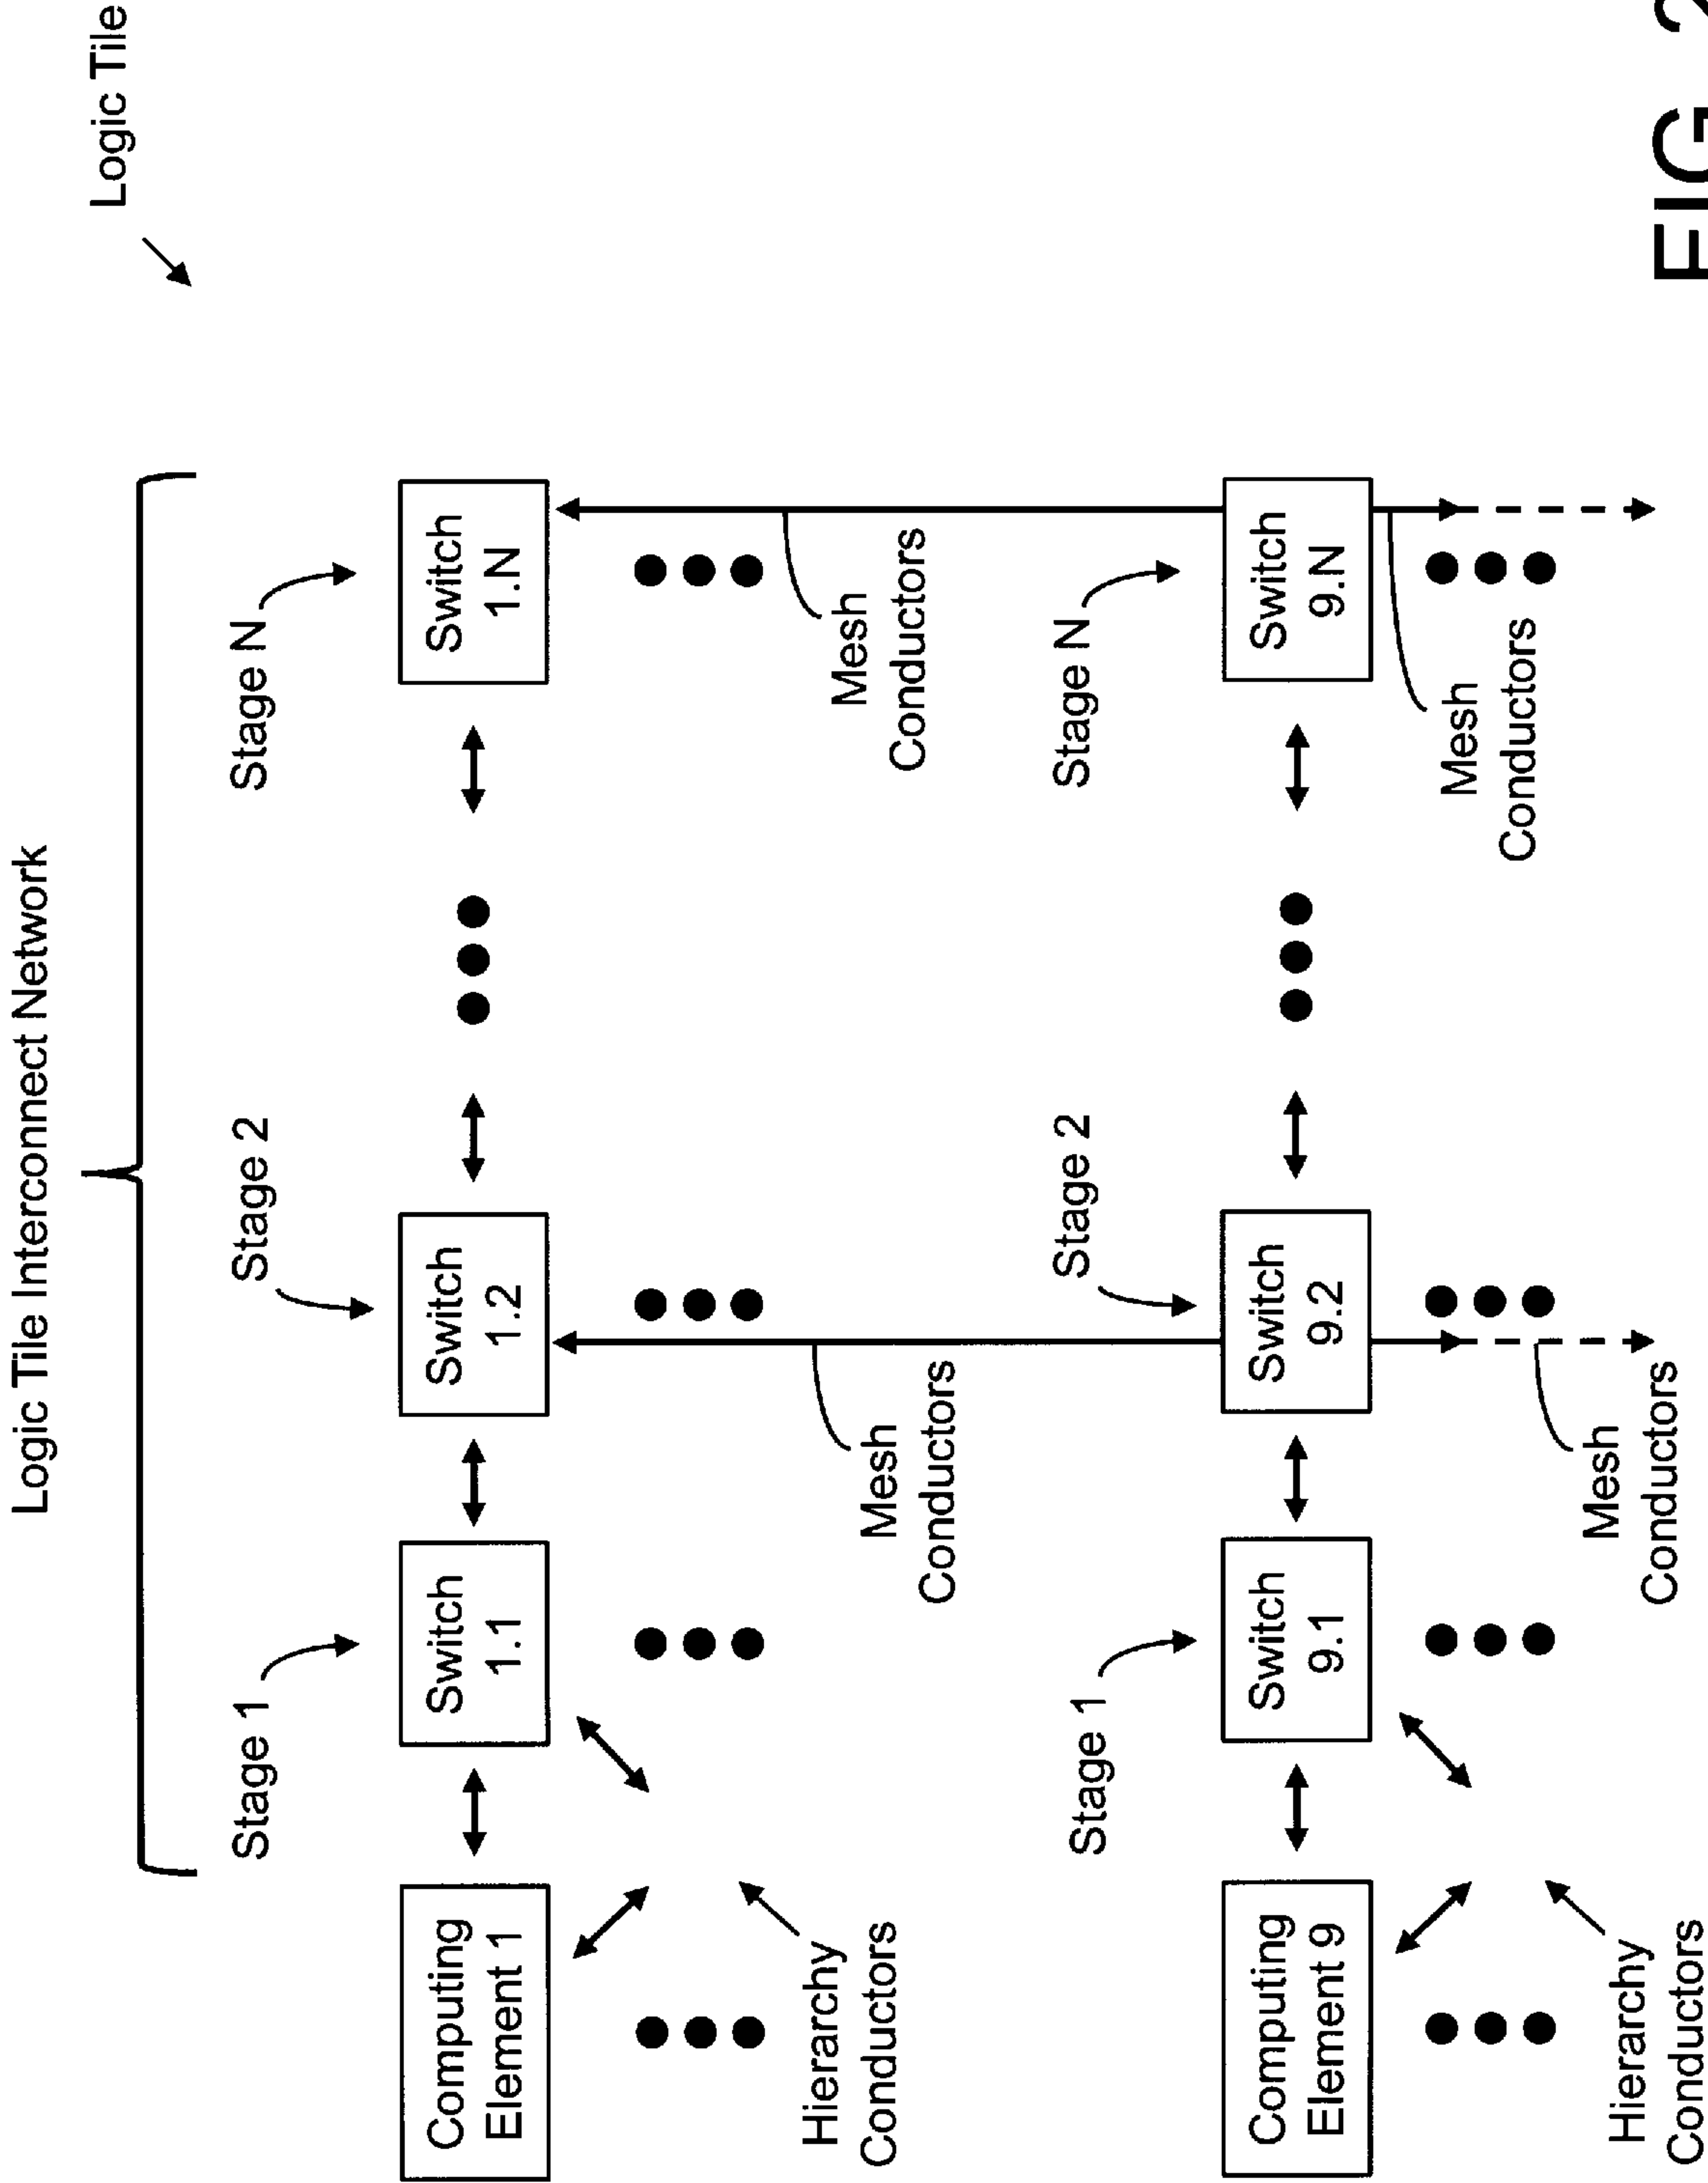 Logic Tile
Logic Tile Interconnect Network
Stage 1
Stage 2
Stage N
Computing
Element 1
Switch
1.1
Switch
1.2
Switch
1.N
Hierarchy
Conductors
Mesh
Conductors
Mesh
Conductors
Stage 1
Stage 2
Stage N
Computing
Element 9
Switch
9.1
Switch
9.2
Switch
9.N
Hierarchy
Conductors
Mesh
Conductors
Mesh
Conductors
FIG. 2